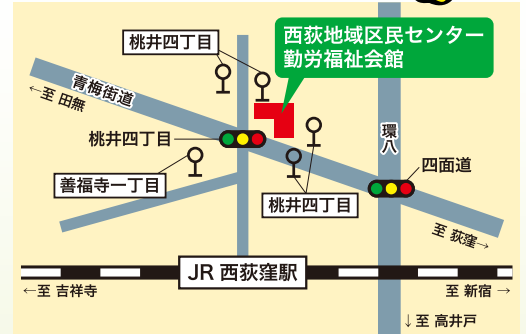 桃井四丁目
西荻地域区民センター
勤労福祉会館
青梅街道
←至 田無
桃井四丁目
環八
四面道
善福寺一丁目
桃井四丁目
至 荻窪→
JR 西荻窪駅
←至 吉祥寺
至 新宿→
↓至 高井戸